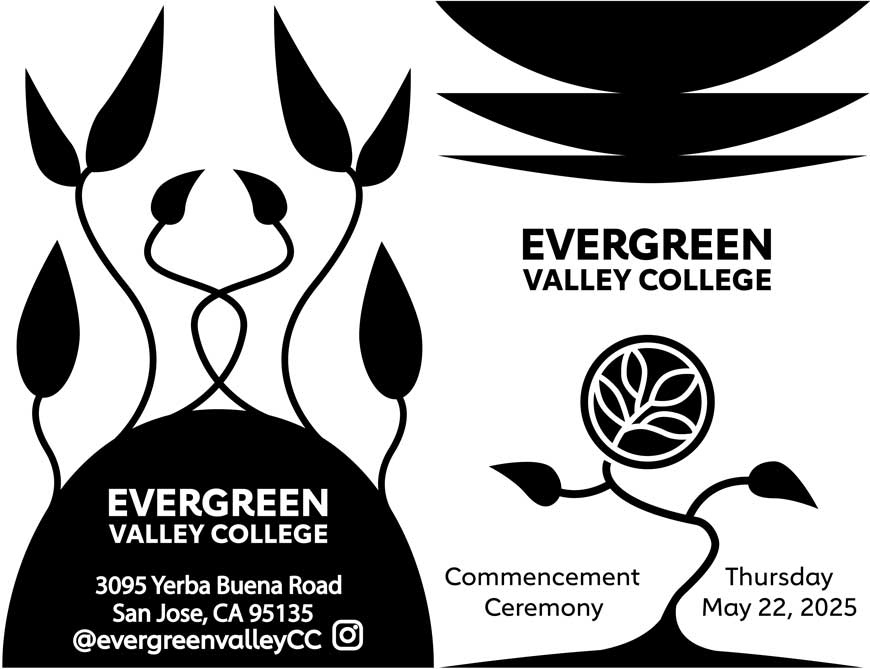 EVERGREEN
VALLEY COLLEGE
3095 Yerba Buena Road
San Jose, CA 95135
@evergreenvalleyCC
EVERGREEN
VALLEY COLLEGE
Commencement
Ceremony
Thursday
May 22, 2025